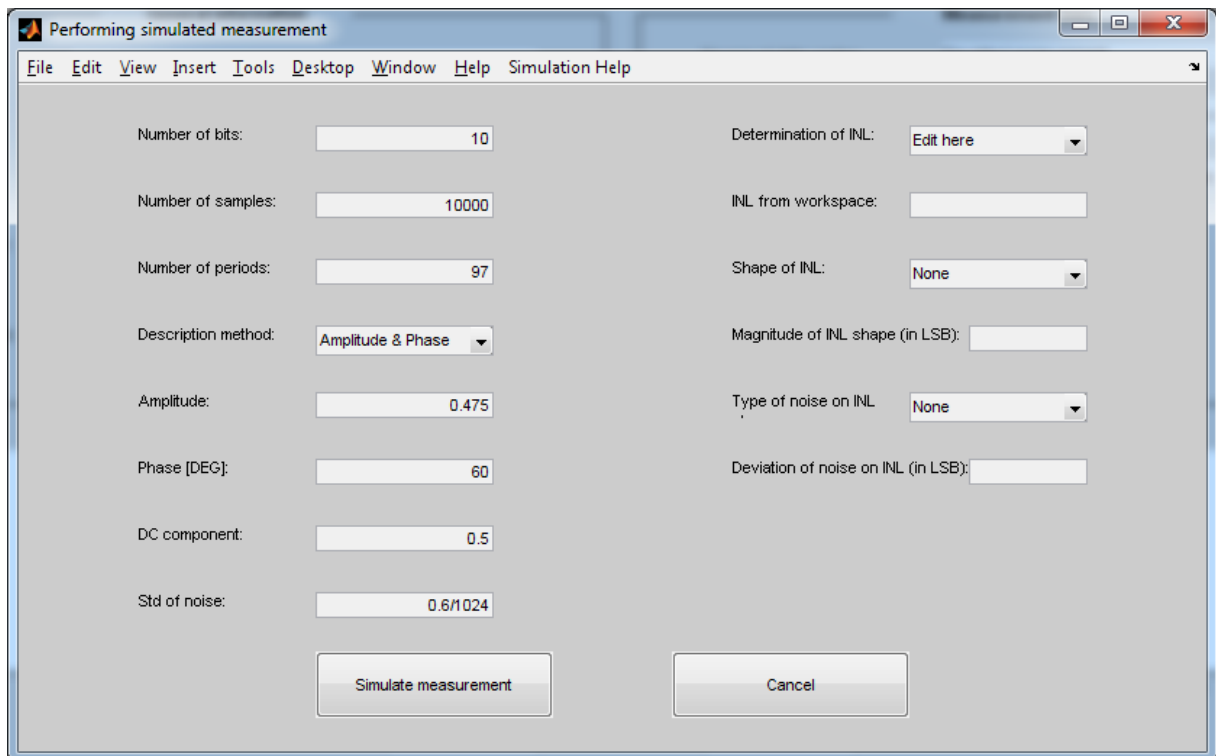 Performing simulated measurement
File Edit View Insert Tools Desktop Window Help Simulation Help
Number of bits: 10
Number of samples: 10000
Number of periods: 97
Description method: Amplitude & Phase
Amplitude: 0.475
Phase [DEG]: 60
DC component: 0.5
Std of noise: 0.6/1024
Determination of INL: Edit here
INL from workspace:
Shape of INL: None
Magnitude of INL shape (in LSB):
Type of noise on INL None
Deviation of noise on INL (in LSB):
Simulate measurement Cancel